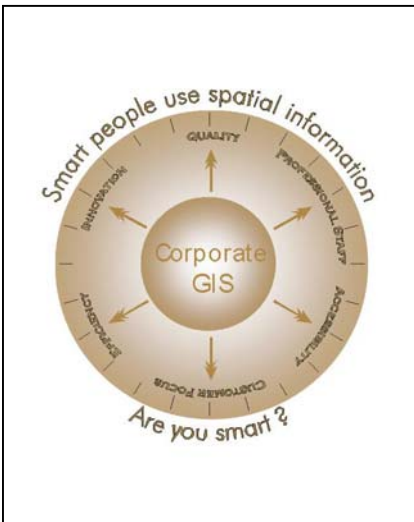 Smart people use spatial information
QUALITY
PROFESSIONAL STAFF
ACCESSIBILITY
CUSTOMER FOCUS
EFFICIENCY
INNOVATION
Corporate
GIS
Are you smart ?